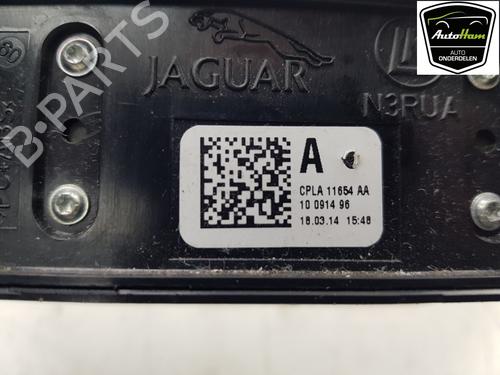 JAGUAR
N3RUA
A
CPLA 11654 AA
10 0914 96
18.03.14 15:48
B-PARTS
AutoHam
AUTO
ONDERDELEN